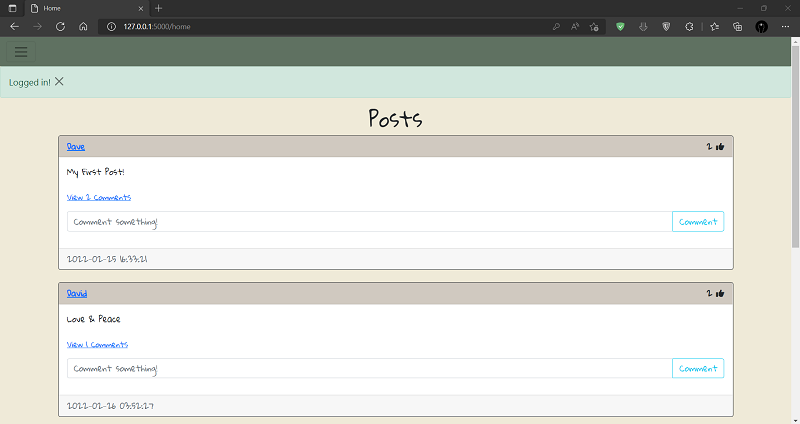 Home
127.0.0.1:5000/home
Logged in!
Posts
Dave 2
My First Post!
View 2 Comments
Comment something! Comment
2022-02-25 16:33:21
David 2
Love & Peace
View 1 Comments
Comment something! Comment
2022-02-26 03:52:27